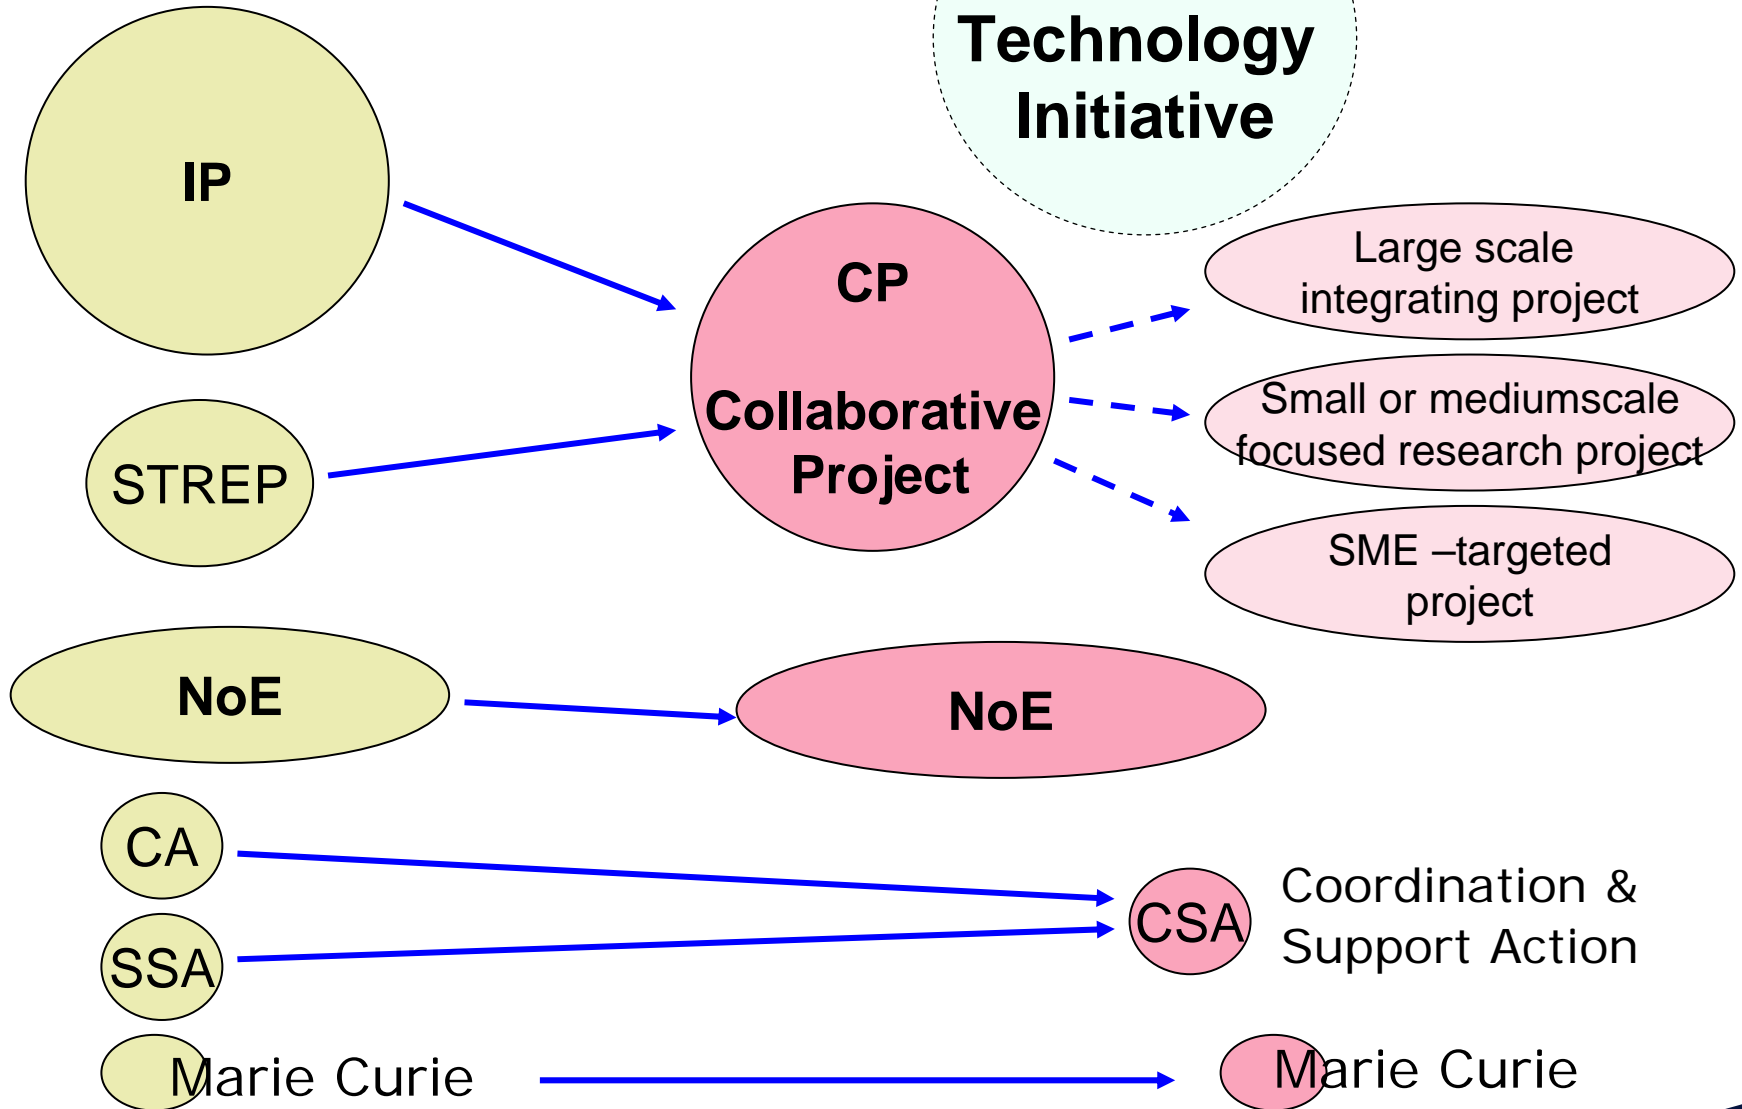 Technology
Initiative
IP
CP
Collaborative
Project
Large scale
integrating project
Small or mediumscale
focused research project
SME –targeted
project
STREP
NoE
NoE
CA
SSA
CSA
Coordination &
Support Action
Marie Curie
Marie Curie